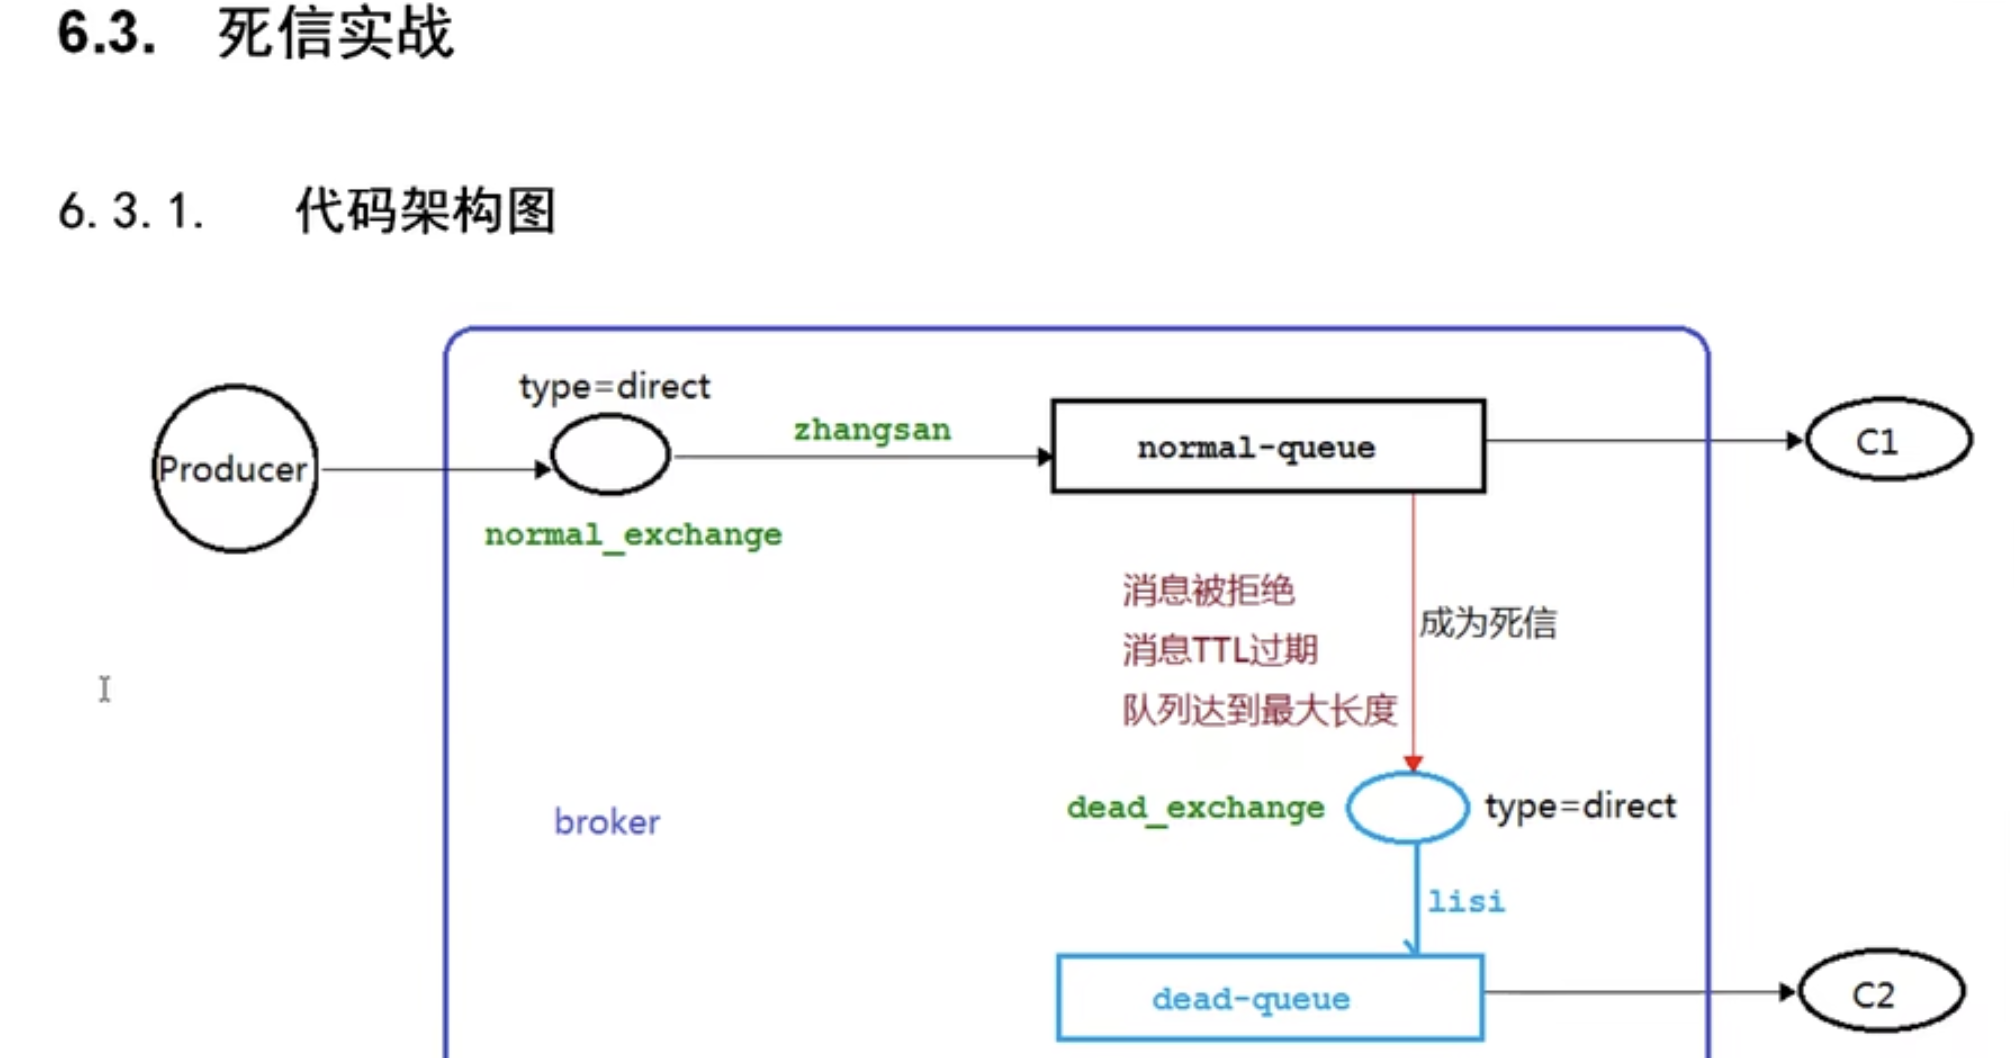 6.3. 死信实战
6.3.1. 代码架构图
type=direct
zhangsan
normal-queue
C1
Producer
normal_exchange
消息被拒绝
成为死信
消息TTL过期
队列达到最大长度
dead_exchange
type=direct
broker
lisi
dead-queue
C2